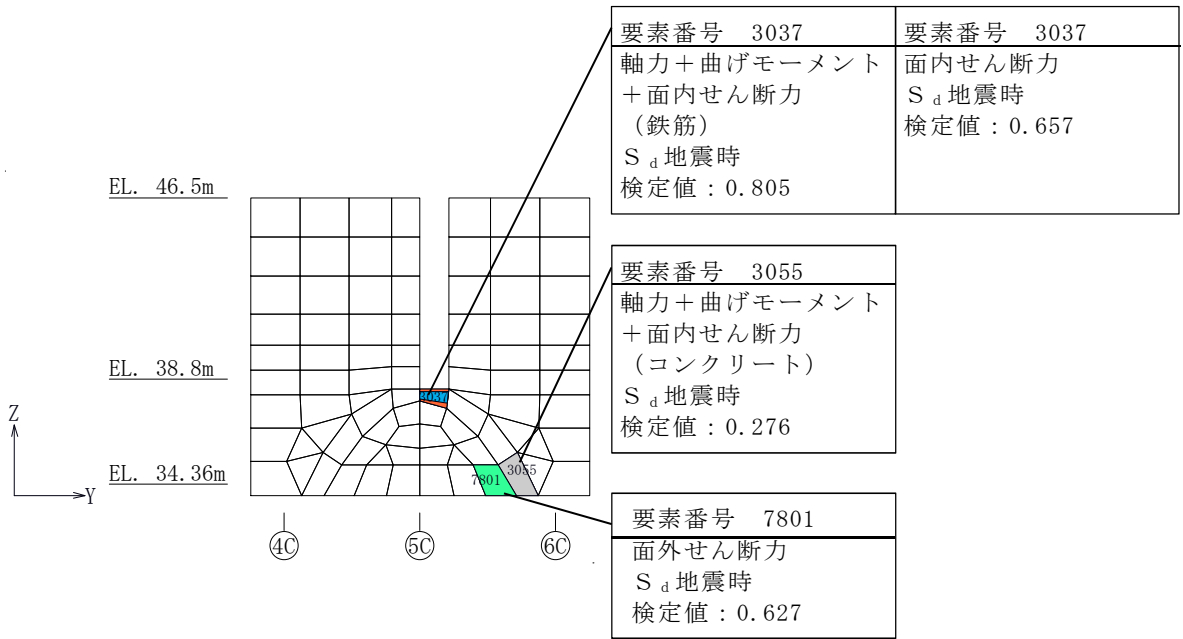 要素番号 3037
軸力＋曲げモーメント
＋面内せん断力
（鉄筋）
Ｓｄ地震時
検定値：0.805
要素番号 3037
面内せん断力
Ｓｄ地震時
検定値：0.657
要素番号 3055
軸力＋曲げモーメント
＋面内せん断力
（コンクリート）
Ｓｄ地震時
検定値：0.276
要素番号 7801
面外せん断力
Ｓｄ地震時
検定値：0.627
EL. 46.5m
EL. 38.8m
EL. 34.36m
3037
3055
7801
Z
Y
4C
5C
6C